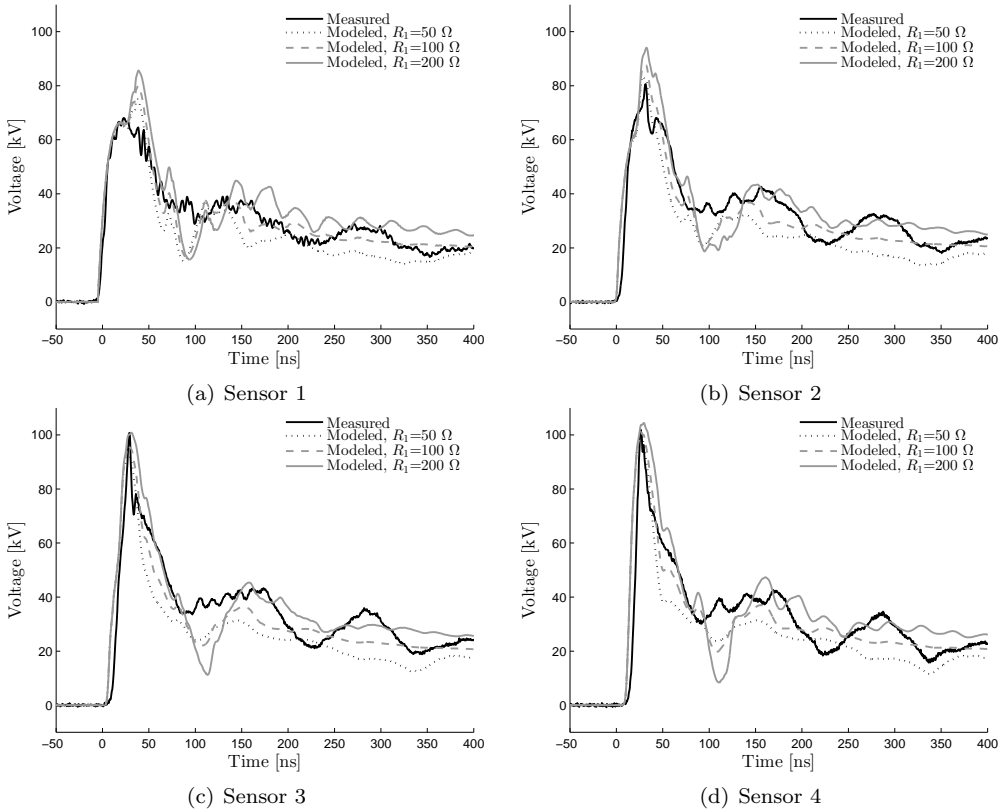 Measured
Modeled, R₁=50 Ω
Modeled, R₁=100 Ω
Modeled, R₁=200 Ω
Voltage [kV]
100
80
60
40
20
0
−50 0 50 100 150 200 250 300 350 400
Time [ns]
(a) Sensor 1
Measured
Modeled, R₁=50 Ω
Modeled, R₁=100 Ω
Modeled, R₁=200 Ω
Voltage [kV]
100
80
60
40
20
0
−50 0 50 100 150 200 250 300 350 400
Time [ns]
(b) Sensor 2
Measured
Modeled, R₁=50 Ω
Modeled, R₁=100 Ω
Modeled, R₁=200 Ω
Voltage [kV]
100
80
60
40
20
0
−50 0 50 100 150 200 250 300 350 400
Time [ns]
(c) Sensor 3
Measured
Modeled, R₁=50 Ω
Modeled, R₁=100 Ω
Modeled, R₁=200 Ω
Voltage [kV]
100
80
60
40
20
0
−50 0 50 100 150 200 250 300 350 400
Time [ns]
(d) Sensor 4